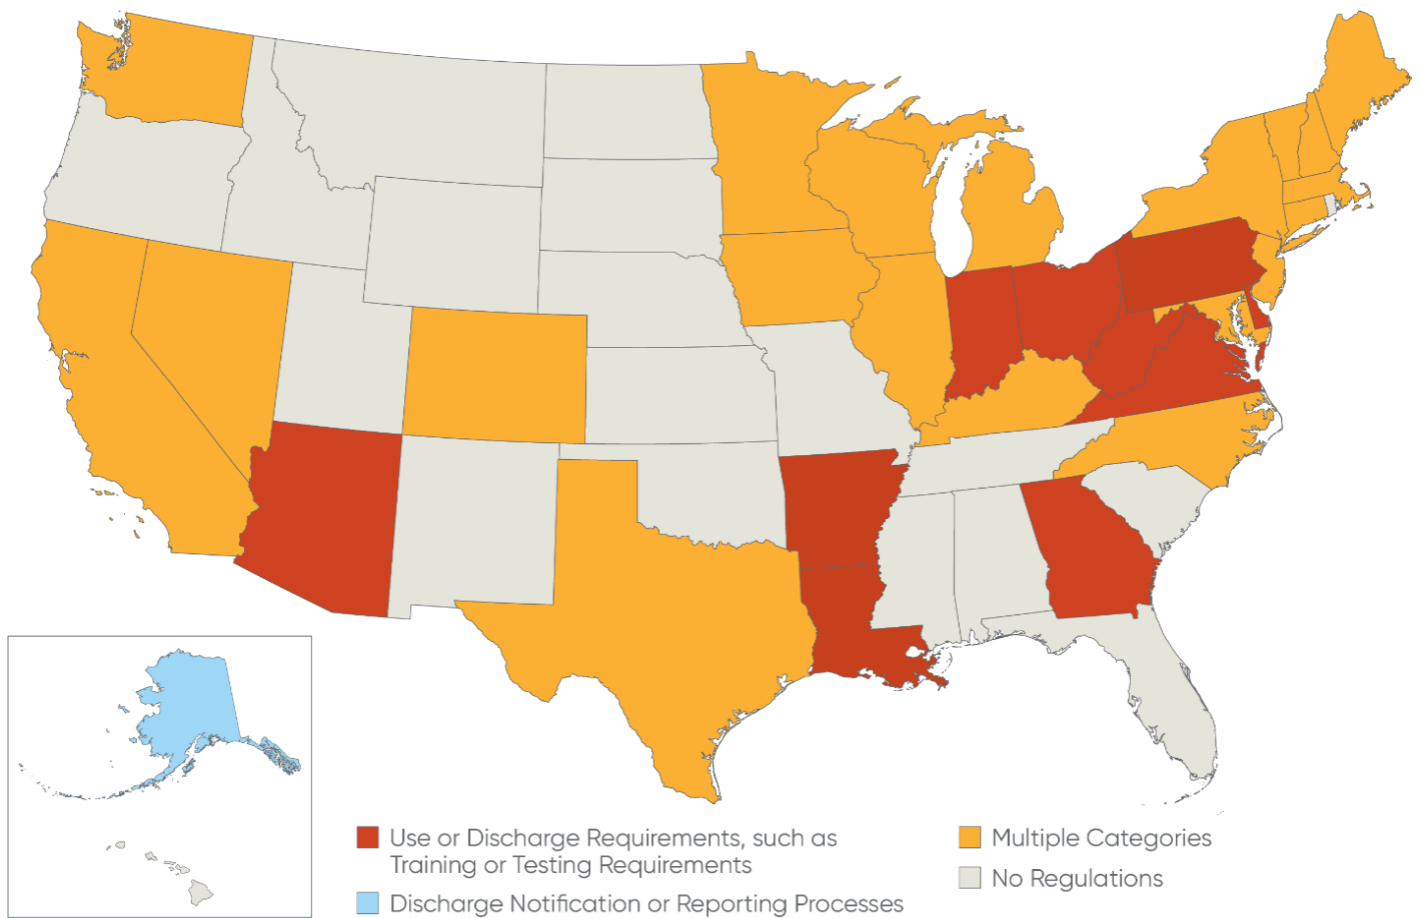 Use or Discharge Requirements, such as
Training or Testing Requirements
Discharge Notification or Reporting Processes
Multiple Categories
No Regulations